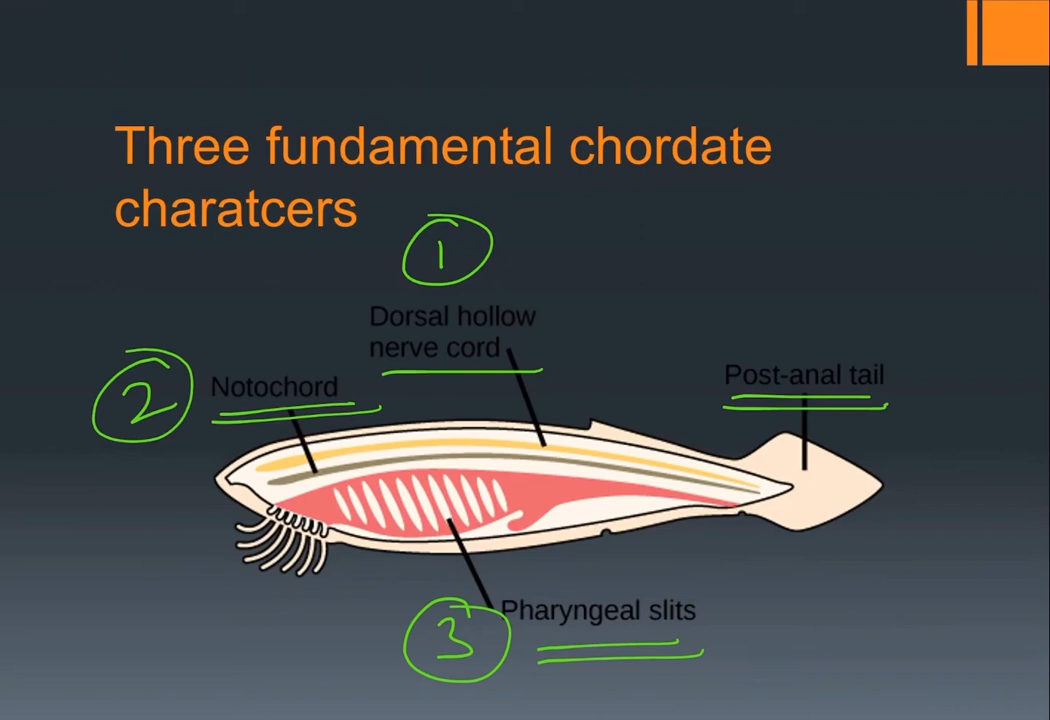 Three fundamental chordate
charatcers
1
Dorsal hollow
nerve cord
Post-anal tail
2
Notochord
3
Pharyngeal slits